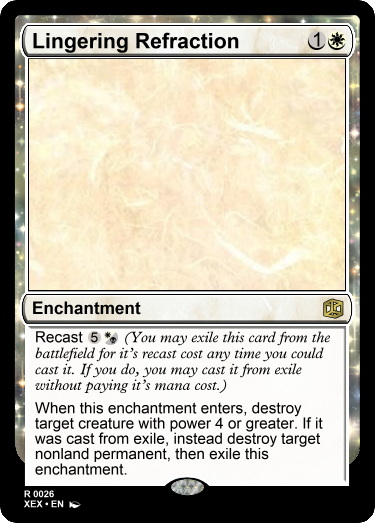 Lingering Refraction 1
Enchantment
Recast 5 (You may exile this card from the
battlefield for it's recast cost any time you could
cast it. If you do, you may cast it from exile
without paying it's mana cost.)
When this enchantment enters, destroy
target creature with power 4 or greater. If it
was cast from exile, instead destroy target
nonland permanent, then exile this
enchantment.
R 0026
XEX • EN